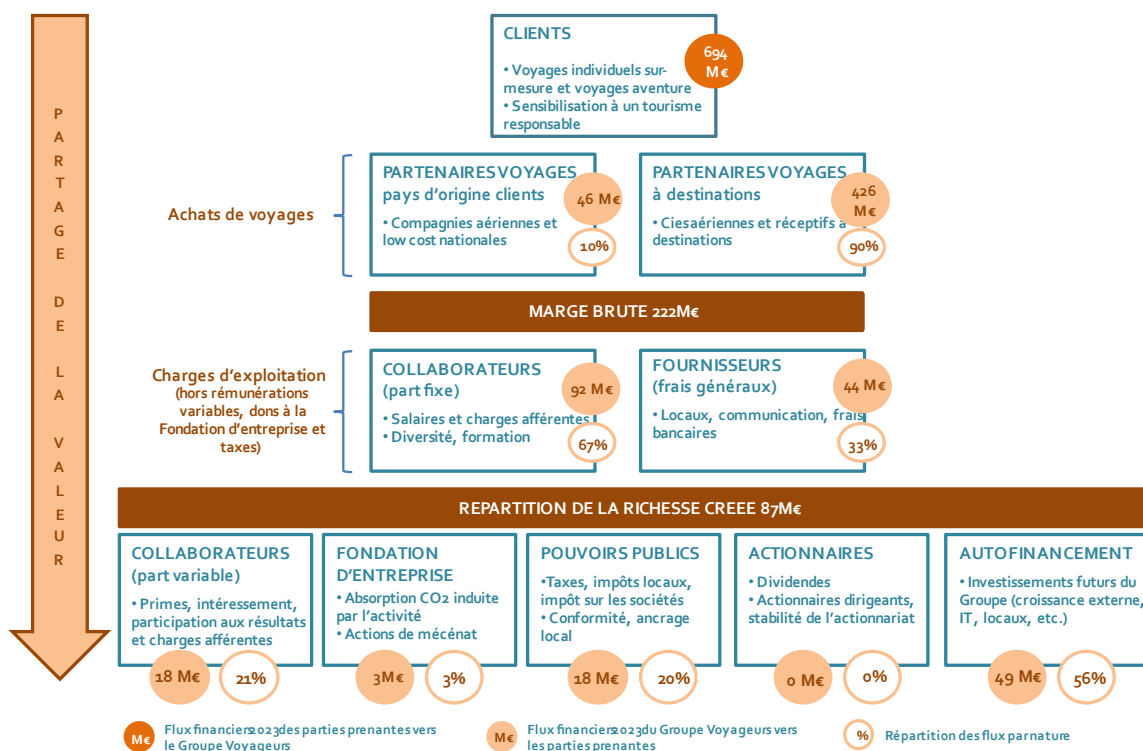 PARTAGE DE LA VALEUR
CLIENTS
694
M€
• Voyages individuels sur-
mesure et voyages aventure
• Sensibilisation à un tourisme
responsable
Achats de voyages
PARTENAIRES VOYAGES
pays d'origine clients
46 M€
• Compagnies aériennes et
low cost nationales
10%
PARTENAIRES VOYAGES
à destinations
426
M€
• Ciesaériennes et réceptifs à
destinations
90%
MARGE BRUTE 222M€
Charges d'exploitation
(hors rémunérations
variables, dons à la
Fondation d'entreprise et
taxes)
COLLABORATEURS
(part fixe)
92 M€
• Salaires et charges afférentes
• Diversité, formation
67%
FOURNISSEURS
(frais généraux)
44 M€
• Locaux, communication, frais
bancaires
33%
REPARTITION DE LA RICHESSE CREEE 87M€
COLLABORATEURS
(part variable)
• Primes, intéressement,
participation aux résultats
et charges afférentes
18 M€
21%
FONDATION
D'ENTREPRISE
• Absorption CO2 induite
par l'activité
• Actions de mécénat
3M€
3%
POUVOIRS PUBLICS
•Taxes, impôts locaux,
impôt sur les sociétés
• Conformité, ancrage
local
18 M€
20%
ACTIONNAIRES
• Dividendes
• Actionnaires dirigeants,
stabilité de l'actionnariat
0 M€
0%
AUTOFINANCEMENT
• Investissements futurs du
Groupe (croissance externe,
IT, locaux, etc.)
49 M€
56%
M€
Flux financiers2023des parties prenantes vers
le Groupe Voyageurs
M€
Flux financiers2023du Groupe Voyageurs vers
les parties prenantes
%
Répartition des flux par nature